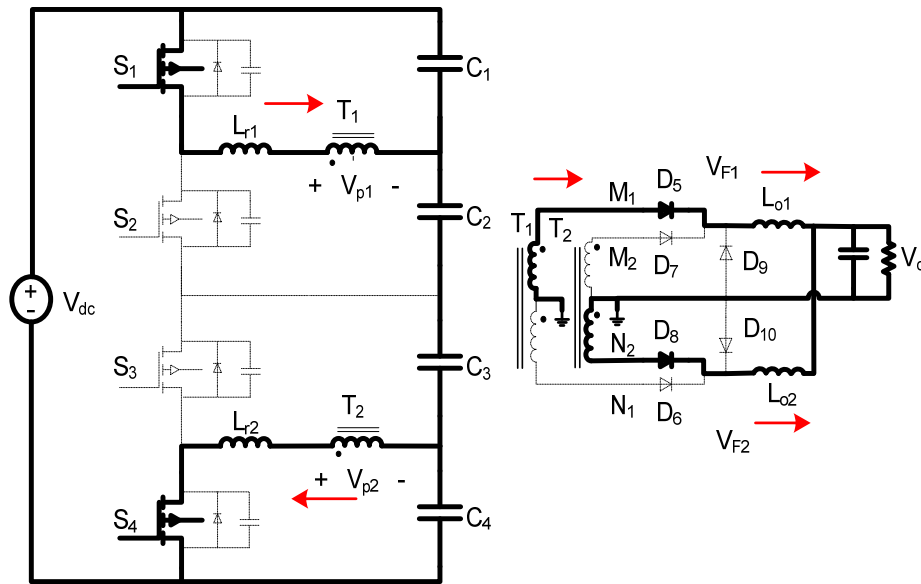 S1
C1
Lr1
T1
+ Vp1 -
S2
C2
+
-
Vdc
S3
C3
Lr2
T2
+ Vp2 -
S4
C4
M1
D5
VF1
Lo1
T1
T2
M2
D7
D9
N2
D8
D10
N1
D6
Lo2
VF2